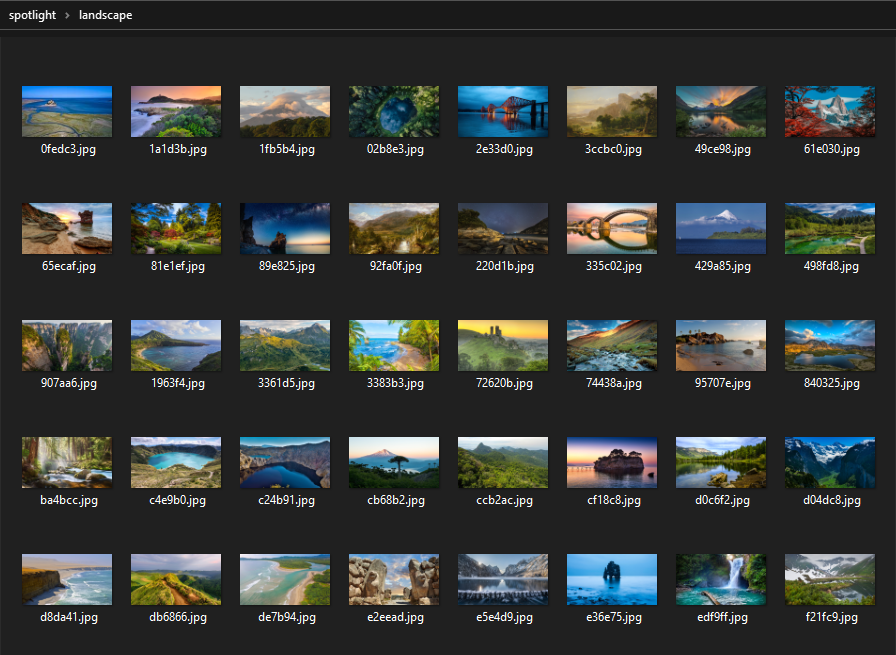 spotlight > landscape
0fedc3.jpg 1a1d3b.jpg 1fb5b4.jpg 02b8e3.jpg 2e33d0.jpg 3ccbc0.jpg 49ce98.jpg 61e030.jpg
65ecaf.jpg 81e1ef.jpg 89e825.jpg 92fa0f.jpg 220d1b.jpg 335c02.jpg 429a85.jpg 498fd8.jpg
907aa6.jpg 1963f4.jpg 3361d5.jpg 3383b3.jpg 72620b.jpg 74438a.jpg 95707e.jpg 840325.jpg
ba4bcc.jpg c4e9b0.jpg c24b91.jpg cb68b2.jpg ccb2ac.jpg cf18c8.jpg d0c6f2.jpg d04dc8.jpg
d8da41.jpg db6866.jpg de7b94.jpg e2eead.jpg e5e4d9.jpg e36e75.jpg edf9ff.jpg f21fc9.jpg